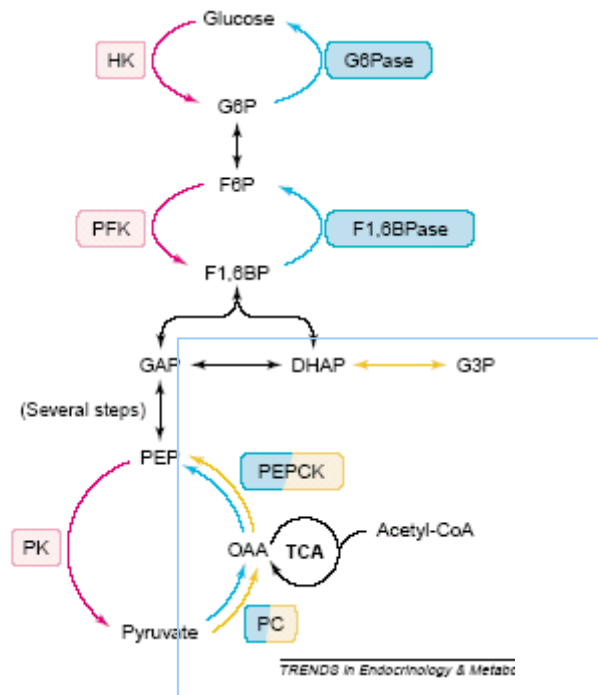 Glucose
HK
G6Pase
G6P
F6P
PFK
F1,6BPase
F1,6BP
GAP
DHAP
G3P
(Several steps)
PEP
PEPCK
PK
OAA
TCA
Acetyl-CoA
Pyruvate
PC
TRENDS in Endocrinology & Metabo